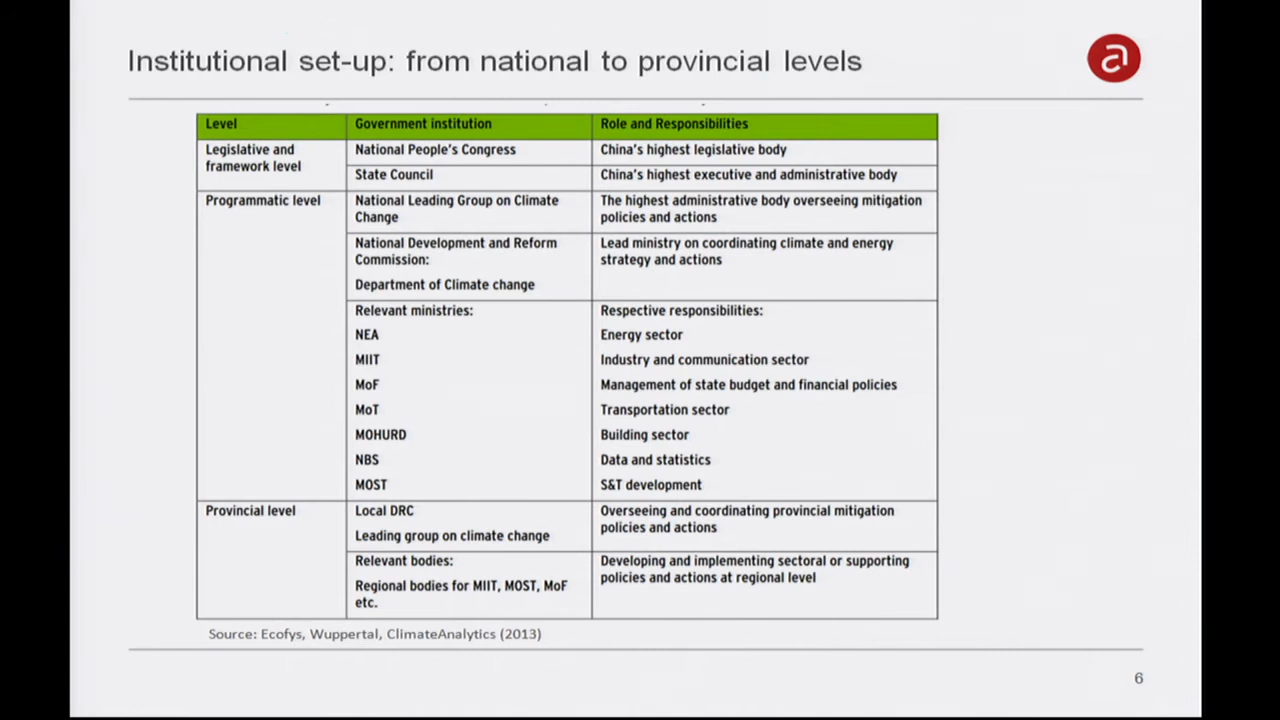 Institutional set-up: from national to provincial levels
a
Level
Government institution
Role and Responsibilities
Legislative and
framework level
National People's Congress
China's highest legislative body
State Council
China's highest executive and administrative body
Programmatic level
National Leading Group on Climate
Change
The highest administrative body overseeing mitigation
policies and actions
National Development and Reform
Commission:
Department of Climate change
Lead ministry on coordinating climate and energy
strategy and actions
Relevant ministries:
Respective responsibilities:
NEA
Energy sector
MIIT
Industry and communication sector
MoF
Management of state budget and financial policies
MoT
Transportation sector
MOHURD
Building sector
NBS
Data and statistics
MOST
S&T development
Provincial level
Local DRC
Leading group on climate change
Overseeing and coordinating provincial mitigation
policies and actions
Relevant bodies:
Regional bodies for MIIT, MOST, MoF
etc.
Developing and implementing sectoral or supporting
policies and actions at regional level
Source: Ecofys, Wuppertal, ClimateAnalytics (2013)
6